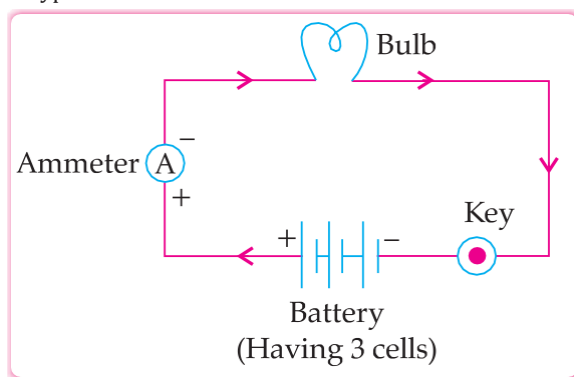 Bulb
−
Ammeter A
+
Key
+ −
Battery
(Having 3 cells)